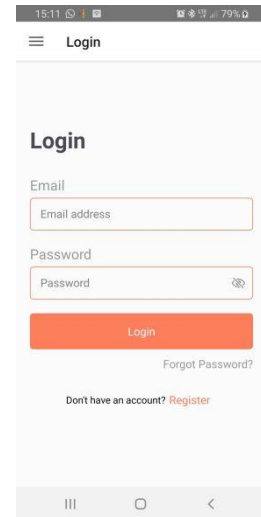 15:11 79%
Login
Login
Email
Email address
Password
Password
Login
Forgot Password?
Don't have an account? Register